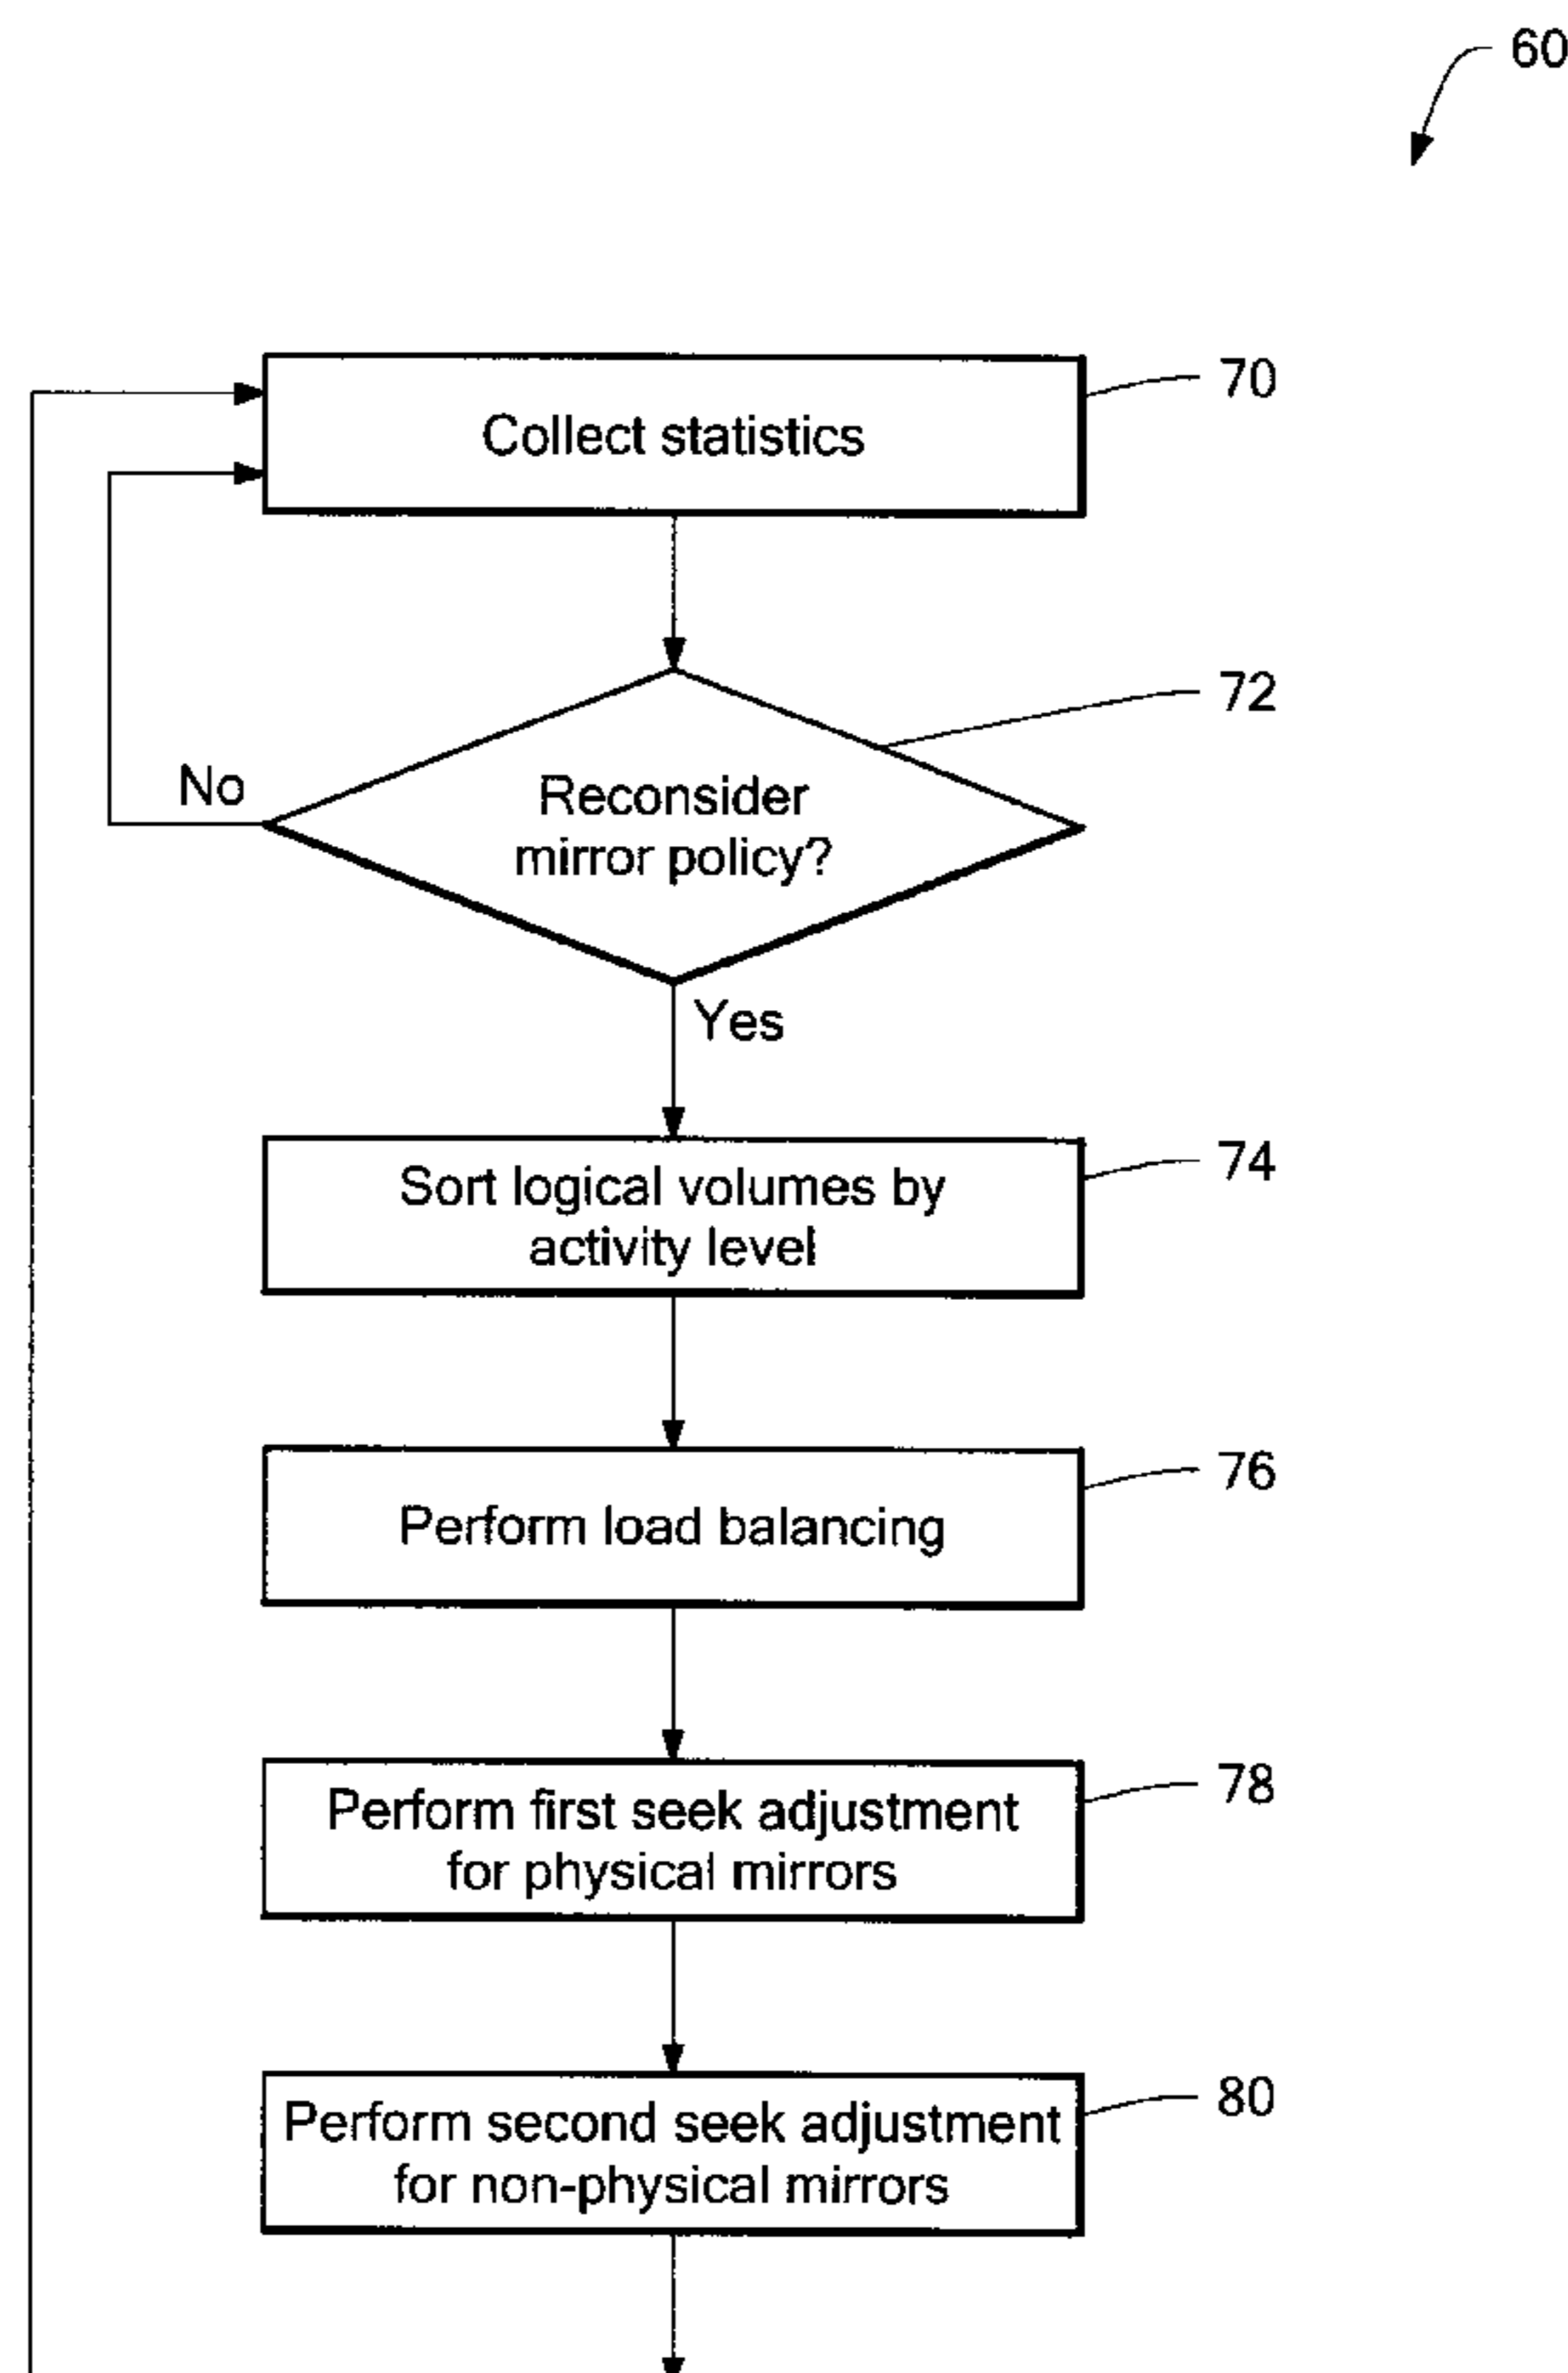 60
Collect statistics
70
Reconsider
mirror policy?
72
No
Yes
Sort logical volumes by
activity level
74
Perform load balancing
76
Perform first seek adjustment
for physical mirrors
78
Perform second seek adjustment
for non-physical mirrors
80